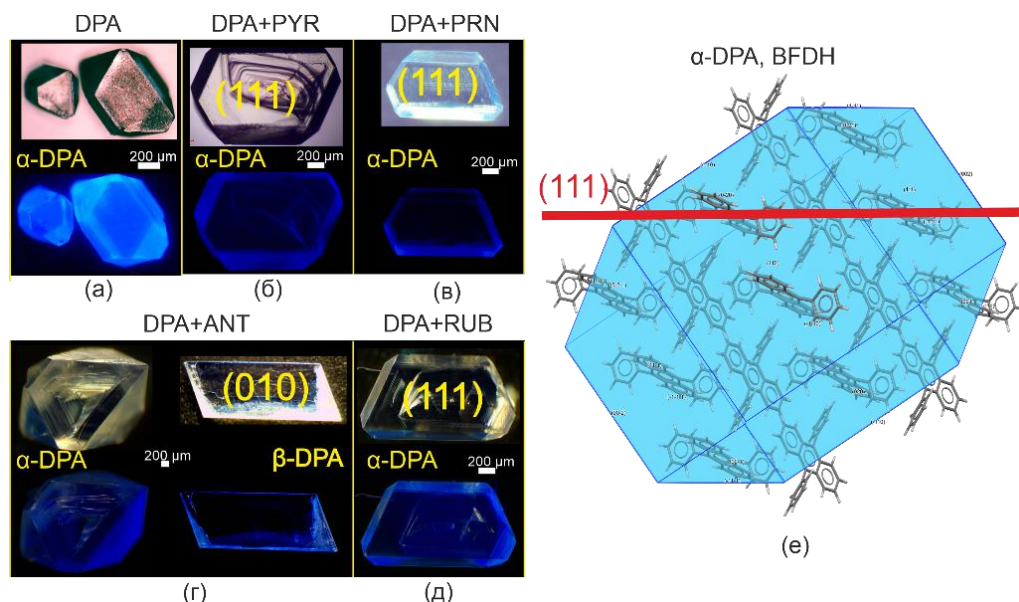 DPA
DPA+PYR
DPA+PRN
(111)
(111)
α-DPA
200 µm
α-DPA
200 µm
α-DPA
200 µm
(а)
(б)
(в)
DPA+ANT
DPA+RUB
(010)
(111)
α-DPA
200 µm
β-DPA
α-DPA
200 µm
(г)
(д)
α-DPA, BFDH
(111)
(е)